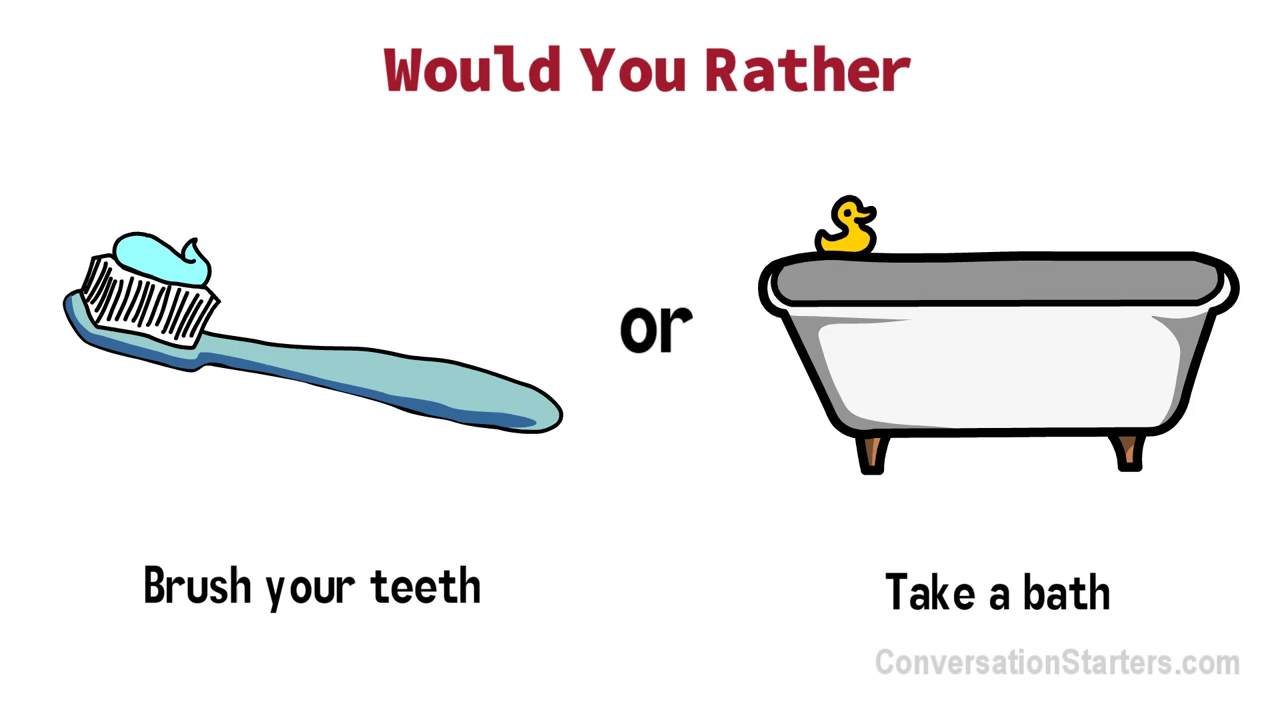 Would You Rather
or
Brush your teeth
Take a bath
ConversationStarters.com